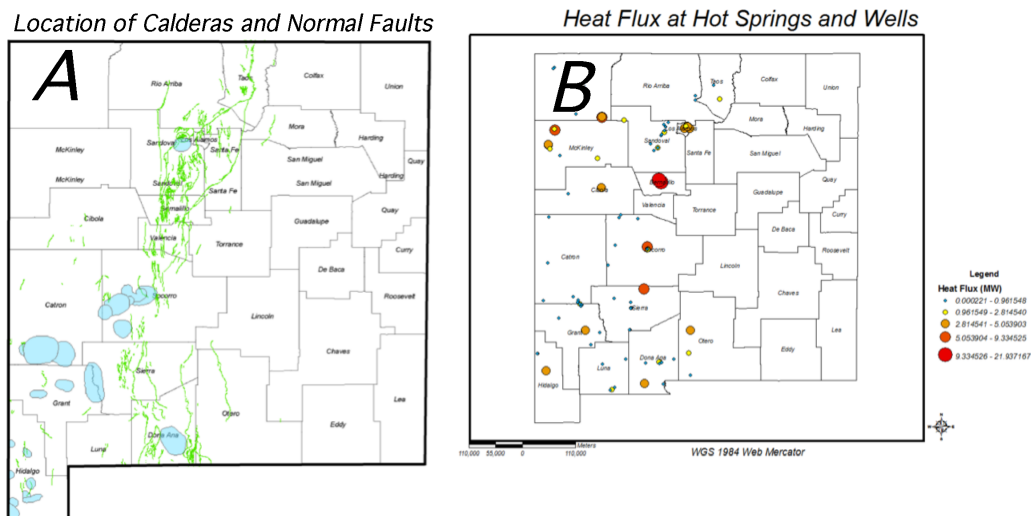 Location of Calderas and Normal Faults
A
Rio Arriba
Taos
Colfax
Union
Mora
Harding
McKinley
Sandoval
Los Alamos
Santa Fe
San Miguel
Quay
McKinley
Sandoval
Santa Fe
San Miguel
Harding
Cibola
Bernalillo
Guadalupe
Quay
Valencia
Torrance
Curry
De Baca
Catron
Socorro
Roosevelt
Lincoln
Chaves
Sierra
Grant
Otero
Lea
Eddy
Luna
Dona Ana
Hidalgo
Heat Flux at Hot Springs and Wells
B
Rio Arriba
Taos
Colfax
Union
Mora
Harding
Los Alamos
McKinley
Sandoval
Santa Fe
San Miguel
Quay
Bernalillo
Cibola
Guadalupe
Valencia
Torrance
Curry
De Baca
Socorro
Roosevelt
Catron
Lincoln
Chaves
Sierra
Grant
Otero
Lea
Eddy
Dona Ana
Luna
Hidalgo
Legend
Heat Flux (MW)
0.000221 - 0.961548
0.961549 - 2.814540
2.814541 - 5.053903
5.053904 - 9.334525
9.334526 - 21.937167
Meters
110,000 55,000 0 110,000
WGS 1984 Web Mercator